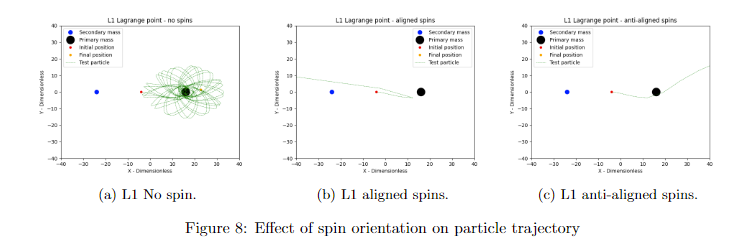 L1 Lagrange point - no spins
Secondary mass
Primary mass
Initial position
Final position
Test particle
Y - Dimensionless
40
30
20
10
0
−10
−20
−30
−40
−40 −30 −20 −10 0 10 20 30 40
X - Dimensionless
(a) L1 No spin.
L1 Lagrange point - aligned spins
Secondary mass
Primary mass
Initial position
Final position
Test particle
Y - Dimensionless
40
30
20
10
0
−10
−20
−30
−40
−40 −30 −20 −10 0 10 20 30 40
X - Dimensionless
(b) L1 aligned spins.
L1 Lagrange point - anti-aligned spins
Secondary mass
Primary mass
Initial position
Final position
Test particle
Y - Dimensionless
40
30
20
10
0
−10
−20
−30
−40
−40 −30 −20 −10 0 10 20 30 40
X - Dimensionless
(c) L1 anti-aligned spins.
Figure 8: Effect of spin orientation on particle trajectory